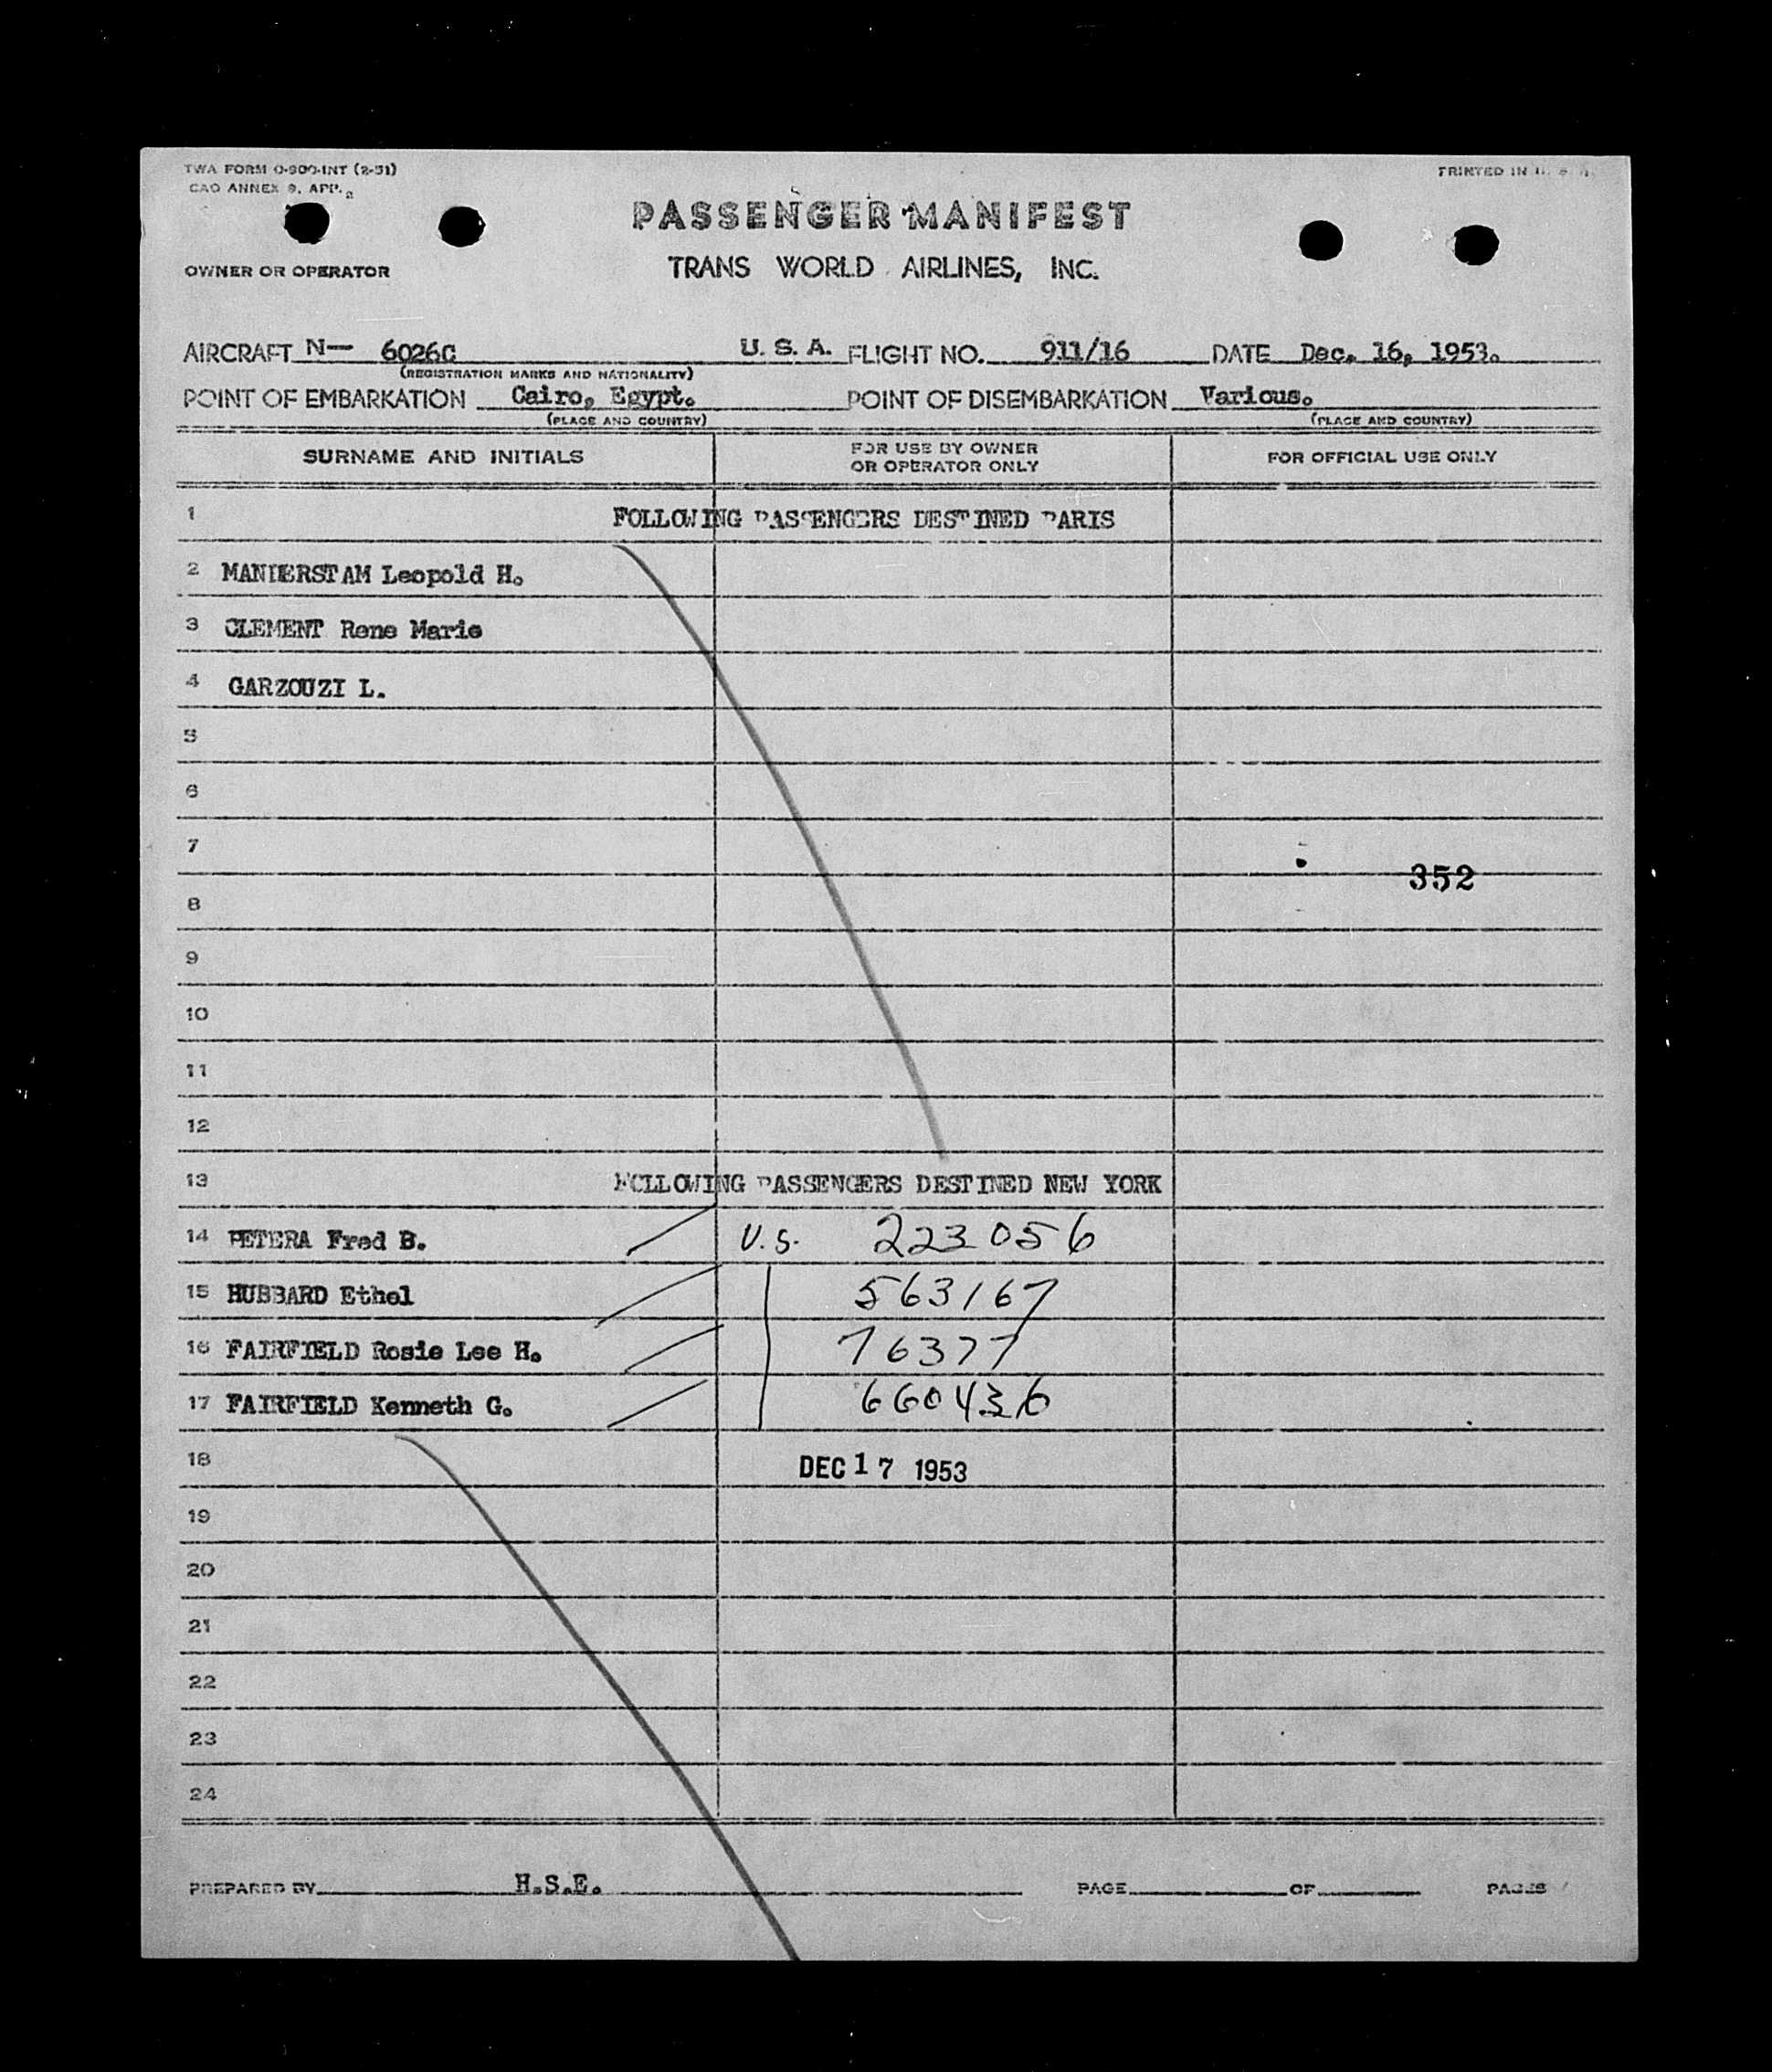 TWA FORM O-900-INT (2-51)
PRINTED IN U. S. A.
CAO ANNEX 9, APP. 2
PASSENGER MANIFEST
OWNER OR OPERATOR
TRANS WORLD AIRLINES, INC.
AIRCRAFT N— 6026C U. S. A. FLIGHT NO. 911/16 DATE Dec. 16, 1953.
(REGISTRATION MARKS AND NATIONALITY)
POINT OF EMBARKATION Cairo, Egypt. POINT OF DISEMBARKATION Various.
(PLACE AND COUNTRY) (PLACE AND COUNTRY)
SURNAME AND INITIALS
FOR USE BY OWNER
OR OPERATOR ONLY
FOR OFFICIAL USE ONLY
1 FOLLOWING PASSENGERS DESTINED PARIS
2 MANDERSTAM Leopold H.
3 CLEMENT Rene Marie
4 GARZOUZI L.
5
6
7
352
8
9
10
11
12
13 FOLLOWING PASSENGERS DESTINED NEW YORK
14 PETERA Fred B. U.S. 223056
15 HUBBARD Ethel 563167
16 FAIRFIELD Rosie Lee H. 76377
17 FAIRFIELD Kenneth G. 660436
18 DEC 17 1953
19
20
21
22
23
24
PREPARED BY H.S.E. PAGE OF PAGES